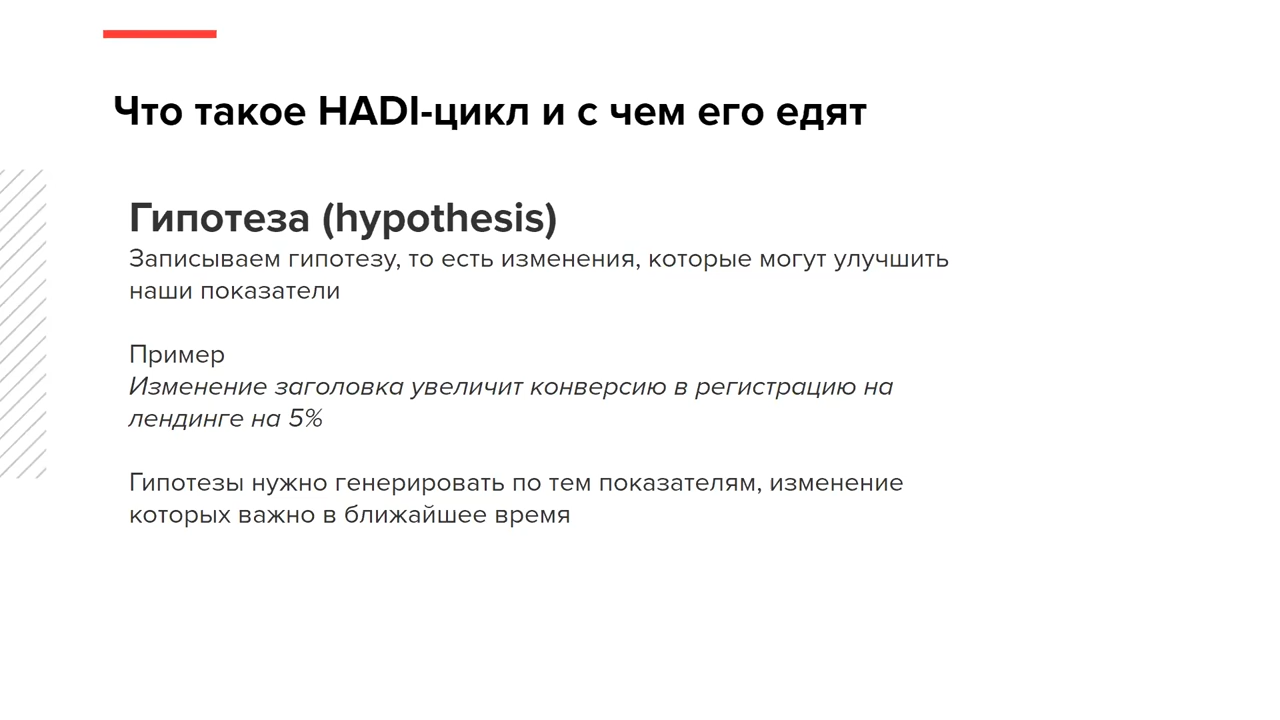 Что такое HADI-цикл и с чем его едят
Гипотеза (hypothesis)
Записываем гипотезу, то есть изменения, которые могут улучшить
наши показатели
Пример
Изменение заголовка увеличит конверсию в регистрацию на
лендинге на 5%
Гипотезы нужно генерировать по тем показателям, изменение
которых важно в ближайшее время